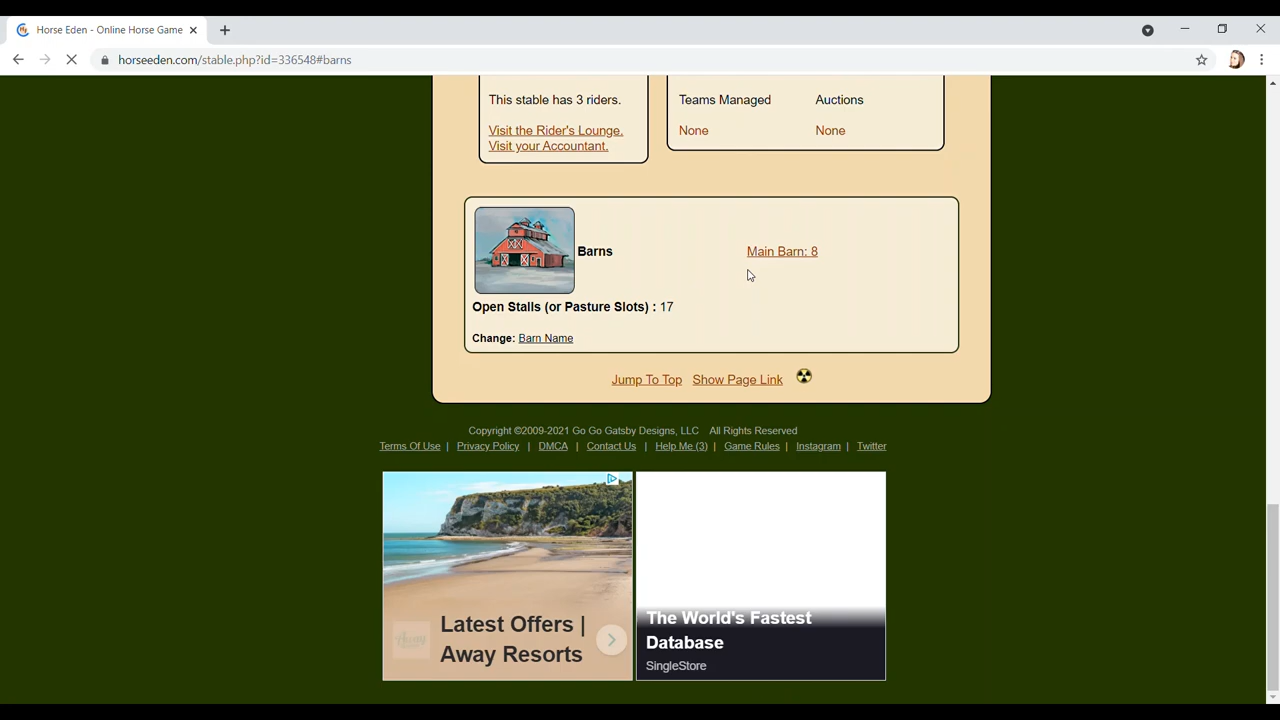 Horse Eden - Online Horse Game
horseeden.com/stable.php?id=336548#barns
This stable has 3 riders.
Visit the Rider's Lounge.
Visit your Accountant.
Teams Managed Auctions
None None
Barns Main Barn: 8
Open Stalls (or Pasture Slots) : 17
Change: Barn Name
Jump To Top Show Page Link
Copyright ©2009-2021 Go Go Gatsby Designs, LLC All Rights Reserved
Terms Of Use | Privacy Policy | DMCA | Contact Us | Help Me (3) | Game Rules | Instagram | Twitter
Latest Offers |
Away Resorts
The World's Fastest
Database
SingleStore